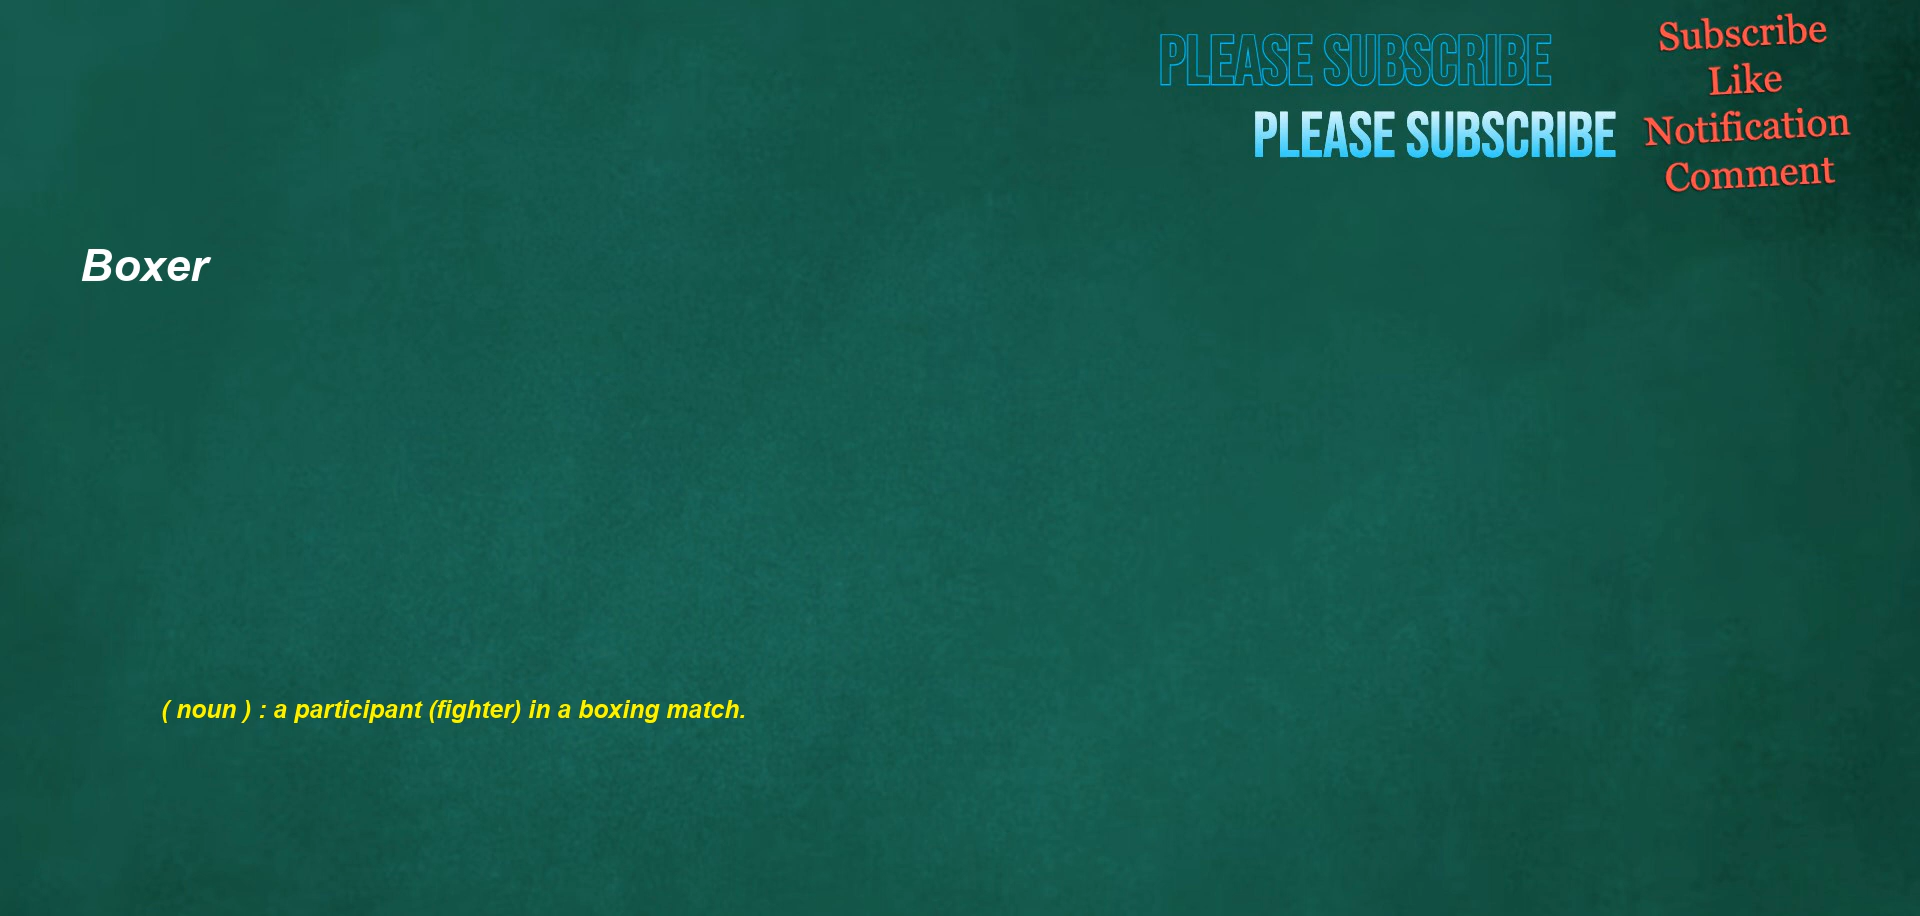 PLEASE SUBSCRIBE
PLEASE SUBSCRIBE
Subscribe
Like
Notification
Comment
Boxer
( noun ) : a participant (fighter) in a boxing match.